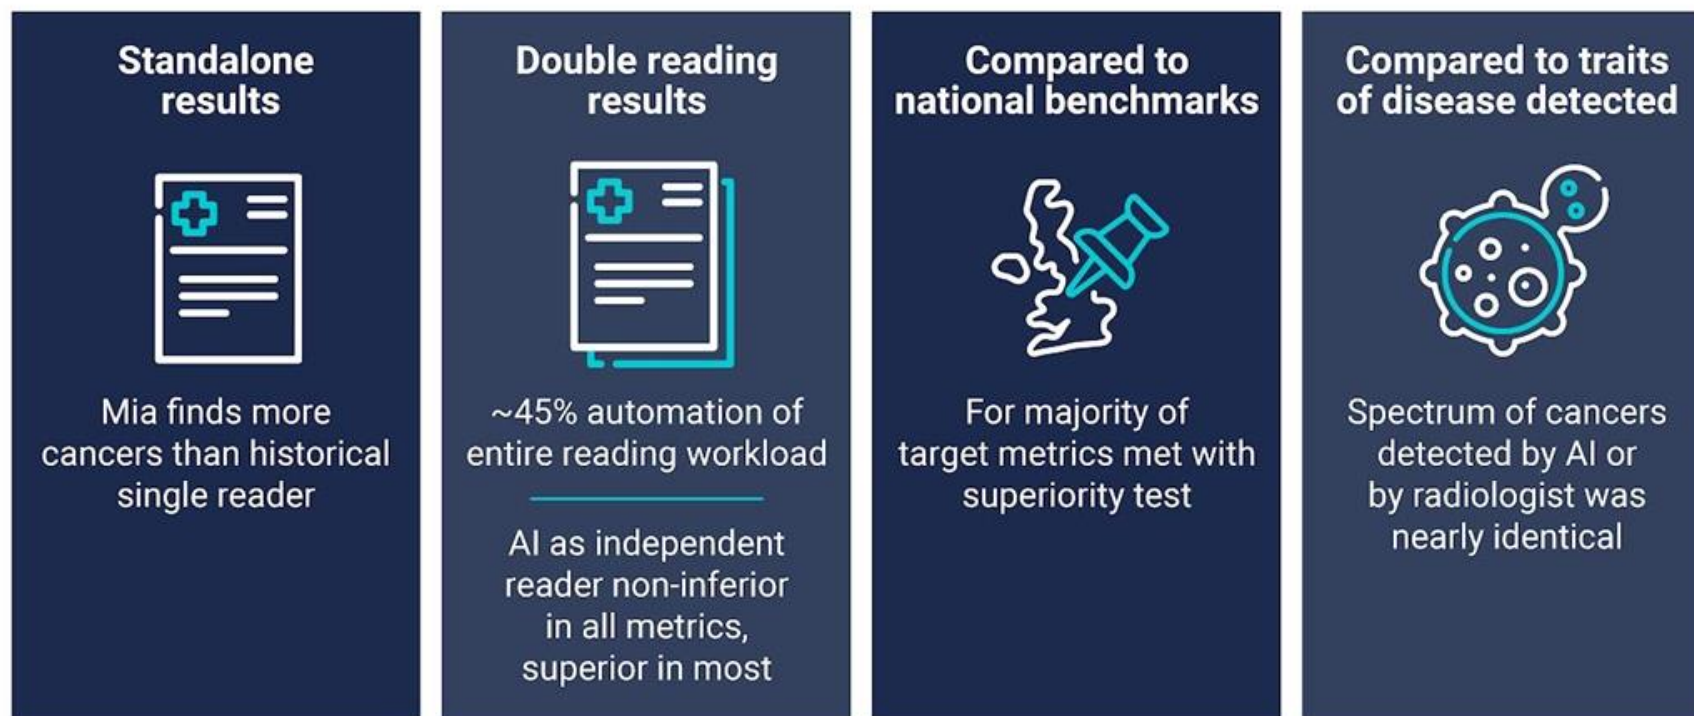 Standalone
results
Mia finds more
cancers than historical
single reader
Double reading
results
~45% automation of
entire reading workload
AI as independent
reader non-inferior
in all metrics,
superior in most
Compared to
national benchmarks
For majority of
target metrics met with
superiority test
Compared to traits
of disease detected
Spectrum of cancers
detected by AI or
by radiologist was
nearly identical